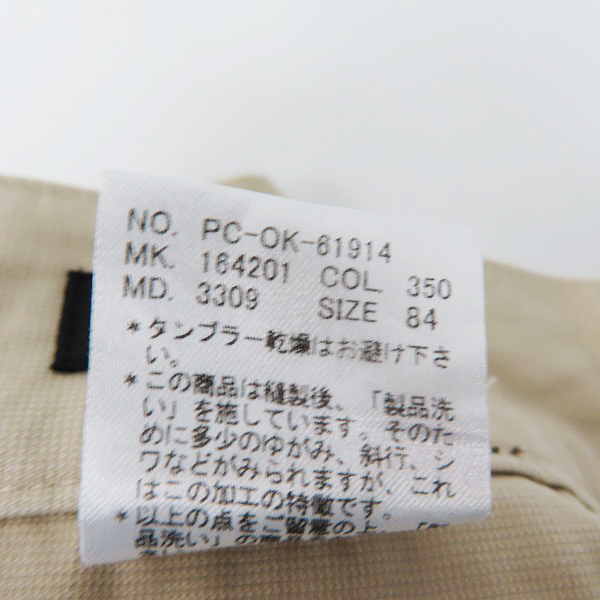 NO. PC-OK-61914
MK. 164201 COL. 350
MD. 3309 SIZE 84
*タンブラー乾燥はお避け下さ
い。
*この商品は縫製後、「製品洗
い」を施しています。そのた
めに多少のゆがみ、斜行、シ
ワなどがみられますが、これ
はこの加工の特徴です。
*以上の点をご留意の上、「製
品洗い」の